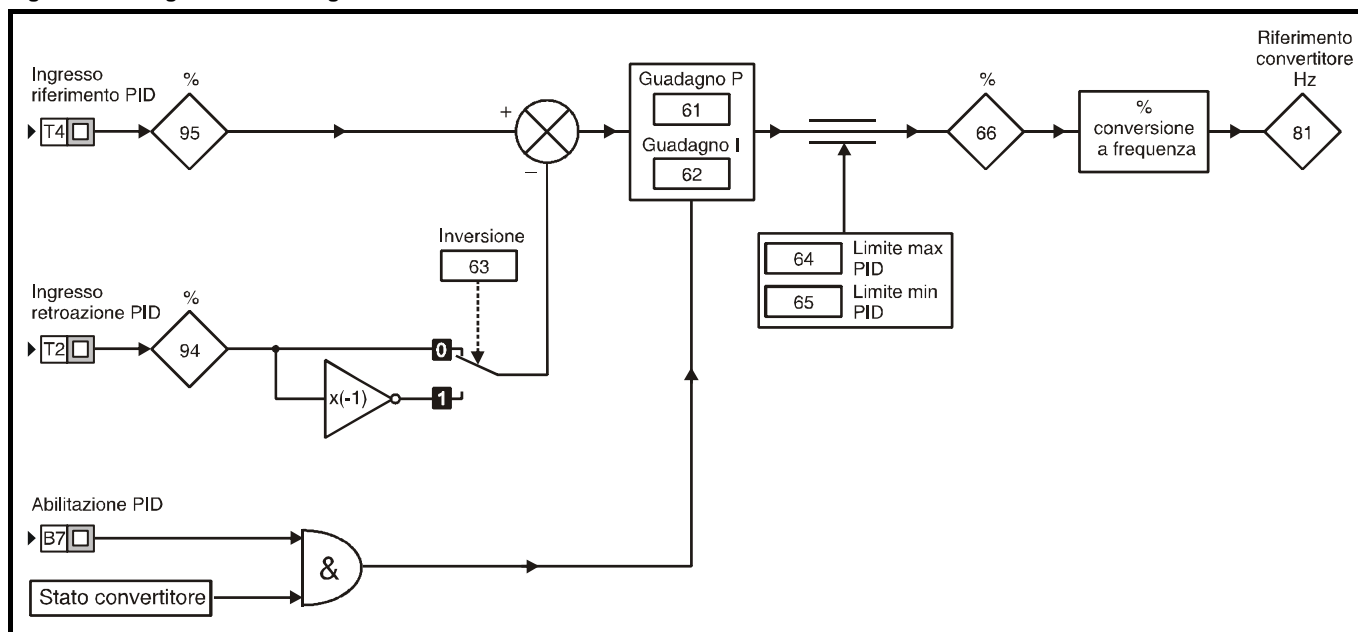 Ingresso
riferimento PID
T4
%
95
+
−
Guadagno P
61
Guadagno I
62
%
66
%
conversione
a frequenza
Riferimento
convertitore
Hz
81
Inversione
63
64
Limite max
PID
65
Limite min
PID
Ingresso
retroazione PID
T2
%
94
0
x(-1)
1
Abilitazione PID
B7
&
Stato convertitore